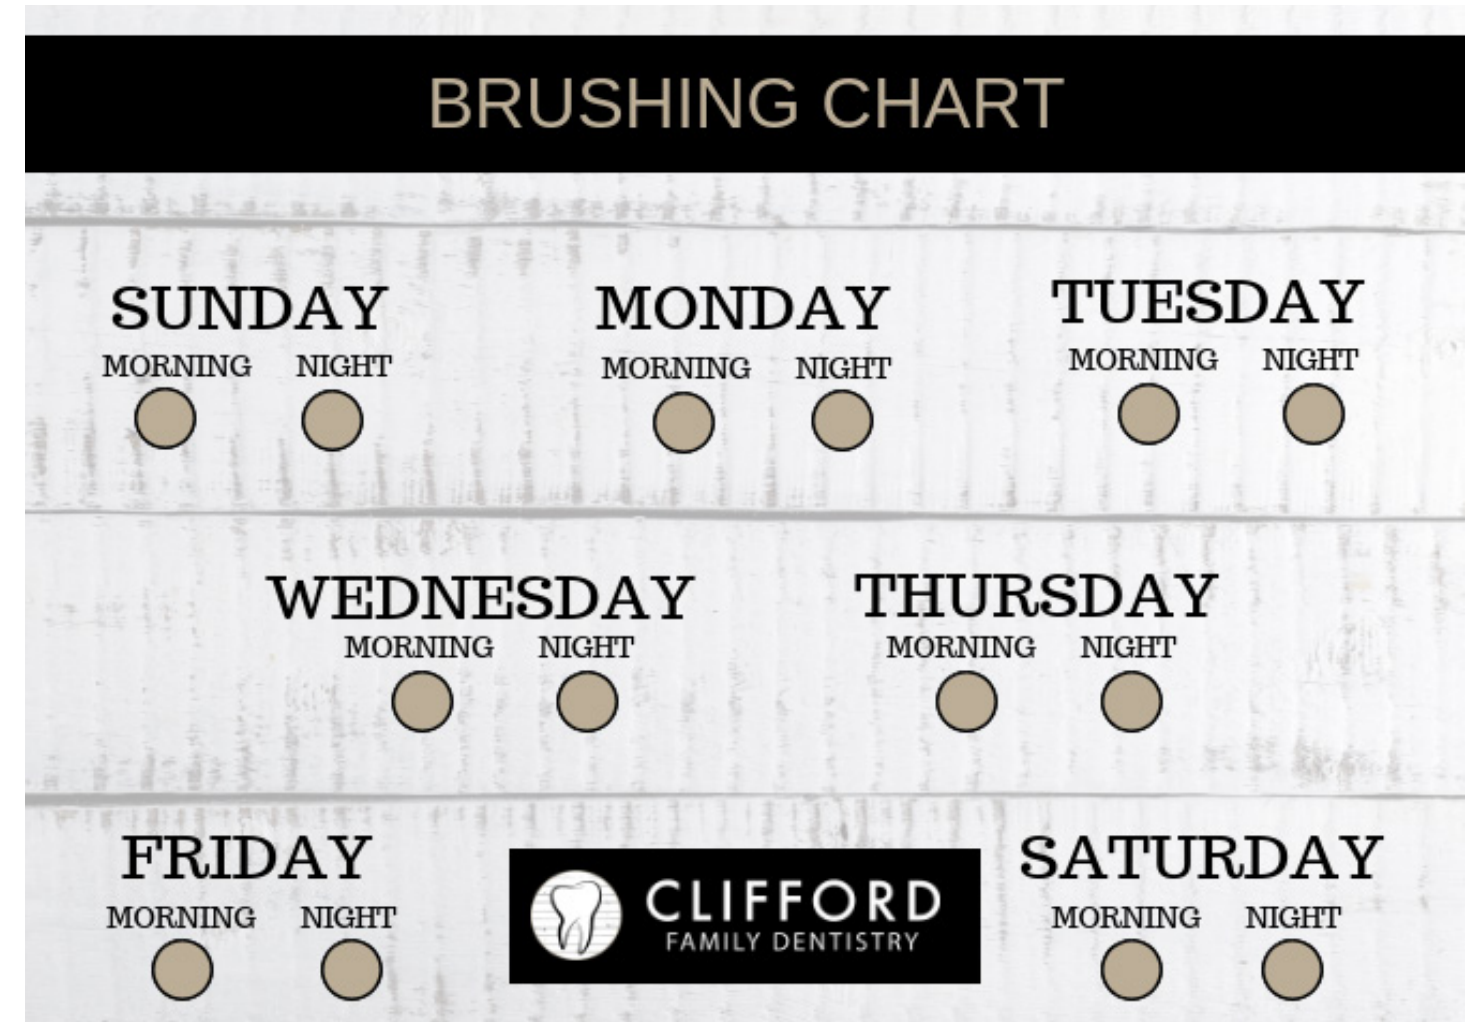 BRUSHING CHART
SUNDAY
MORNING NIGHT
MONDAY
MORNING NIGHT
TUESDAY
MORNING NIGHT
WEDNESDAY
MORNING NIGHT
THURSDAY
MORNING NIGHT
FRIDAY
MORNING NIGHT
CLIFFORD
FAMILY DENTISTRY
SATURDAY
MORNING NIGHT